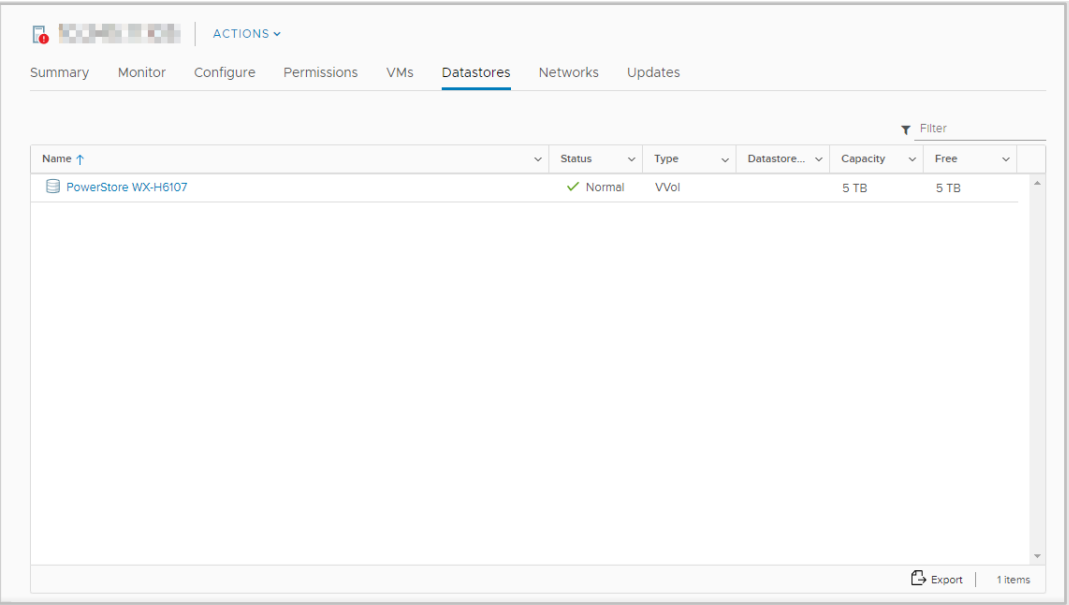 ACTIONS
Summary Monitor Configure Permissions VMs Datastores Networks Updates
Filter
Name Status Type Datastore... Capacity Free
PowerStore WX-H6107 Normal VVol 5 TB 5 TB
Export 1 items